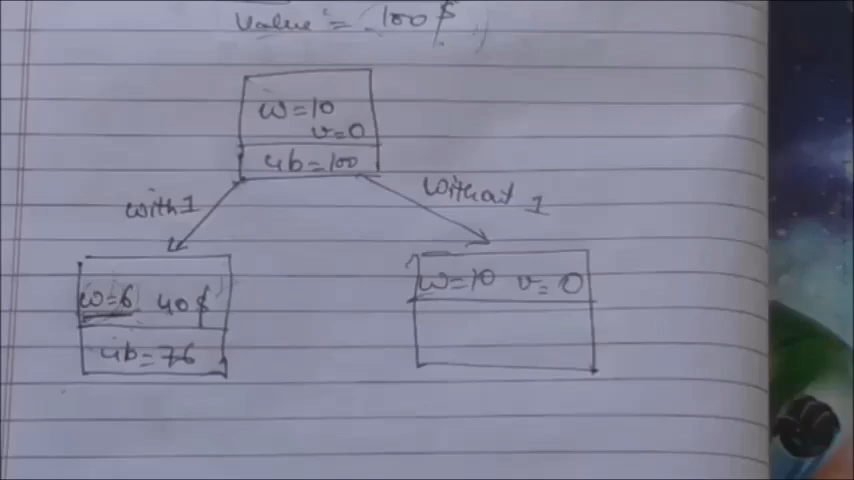 Value = 100 $
w=10
v=0
ub=100
with 1
Without 1
w=6 40$
w=10 v=0
ub=76